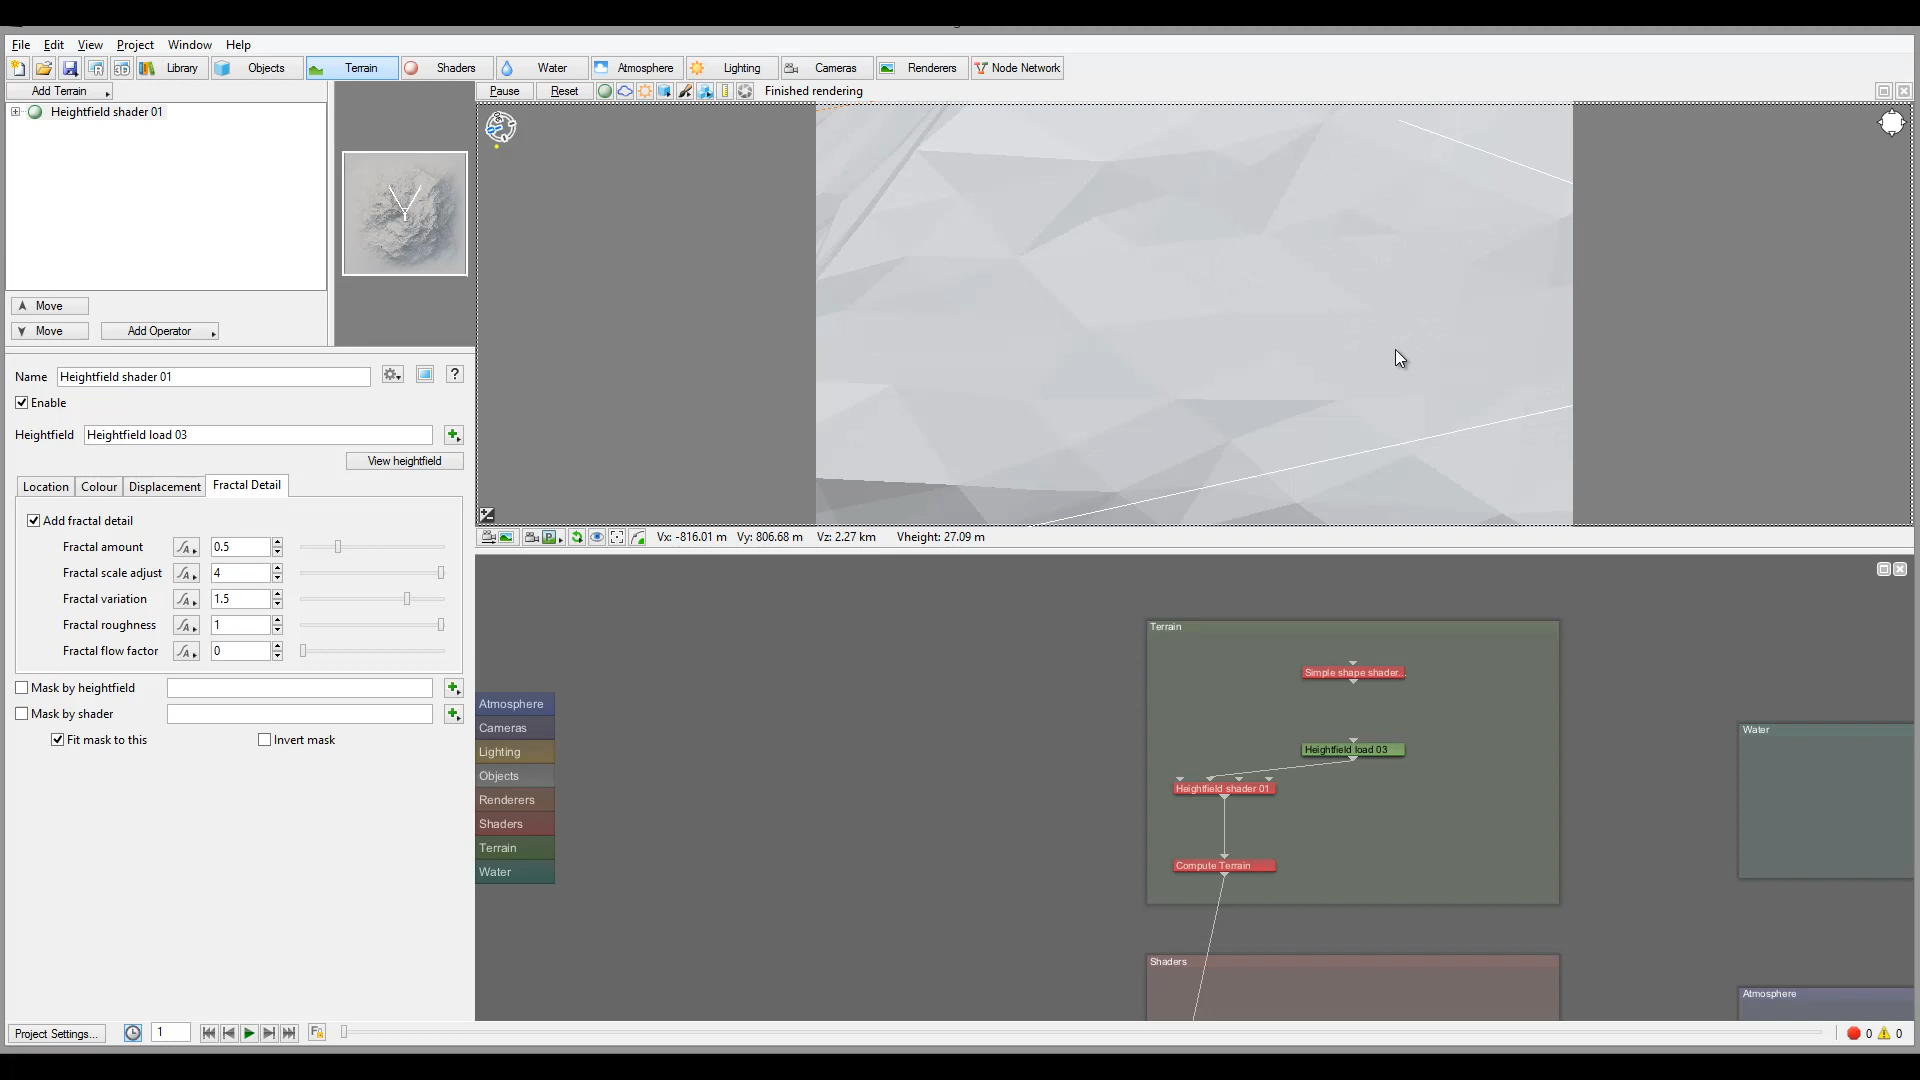 File Edit View Project Window Help
Library Objects Terrain Shaders Water Atmosphere Lighting Cameras Renderers Node Network
Add Terrain
Pause Reset Finished rendering
Heightfield shader 01
Move
Move Add Operator
Name Heightfield shader 01 ?
Enable
Heightfield Heightfield load 03
View heightfield
Location Colour Displacement Fractal Detail
Add fractal detail
Fractal amount 0.5
Fractal scale adjust 4
Fractal variation 1.5
Fractal roughness 1
Fractal flow factor 0
Mask by heightfield
Mask by shader
Fit mask to this Invert mask
Vx: -816.01 m Vy: 806.68 m Vz: 2.27 km Vheight: 27.09 m
Atmosphere
Cameras
Lighting
Objects
Renderers
Shaders
Terrain
Water
Terrain
Simple shape shader...
Heightfield load 03
Heightfield shader 01
Compute Terrain
Shaders
Water
Atmosphere
Project Settings... 1 0 0